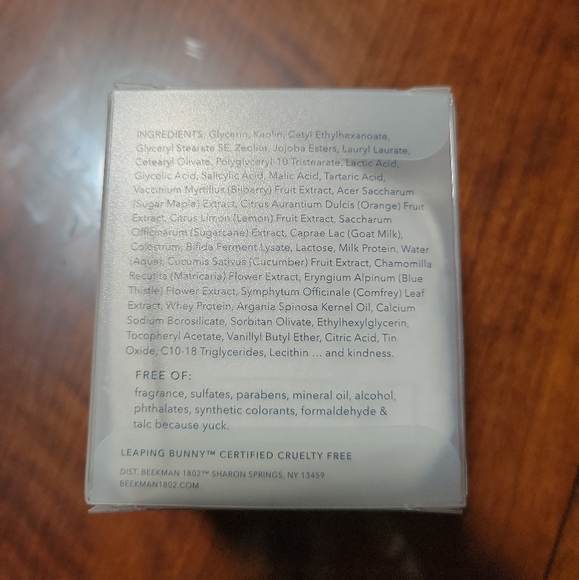 INGREDIENTS: Glycerin, Kaolin, Cetyl Ethylhexanoate,
Glyceryl Stearate SE, Zeolite, Jojoba Esters, Lauryl Laurate,
Cetearyl Olivate, Polyglyceryl-10 Tristearate, Lactic Acid,
Glycolic Acid, Salicylic Acid, Malic Acid, Tartaric Acid,
Vaccinium Myrtillus (Bilbarry) Fruit Extract, Acer Saccharum
(Sugar Maple) Extract, Citrus Aurantium Dulcis (Orange) Fruit
Extract, Citrus Limon (Lemon) Fruit Extract, Saccharum
Officinarum (Sugarcane) Extract, Caprae Lac (Goat Milk),
Colostrum, Bifida Ferment Lysate, Lactose, Milk Protein, Water
(Aqua), Cucumis Sativus (Cucumber) Fruit Extract, Chamomilla
Recutita (Matricaria) Flower Extract, Eryngium Alpinum (Blue
Thistle) Flower Extract, Symphytum Officinale (Comfrey) Leaf
Extract, Whey Protein, Argania Spinosa Kernel Oil, Calcium
Sodium Borosilicate, Sorbitan Olivate, Ethylhexylglycerin,
Tocopheryl Acetate, Vanillyl Butyl Ether, Citric Acid, Tin
Oxide, C10-18 Triglycerides, Lecithin ... and kindness.
FREE OF:
fragrance, sulfates, parabens, mineral oil, alcohol,
phthalates, synthetic colorants, formaldehyde &
talc because yuck.
LEAPING BUNNY™ CERTIFIED CRUELTY FREE
DIST. BEEKMAN 1802™ SHARON SPRINGS, NY 13459
BEEKMAN1802.COM